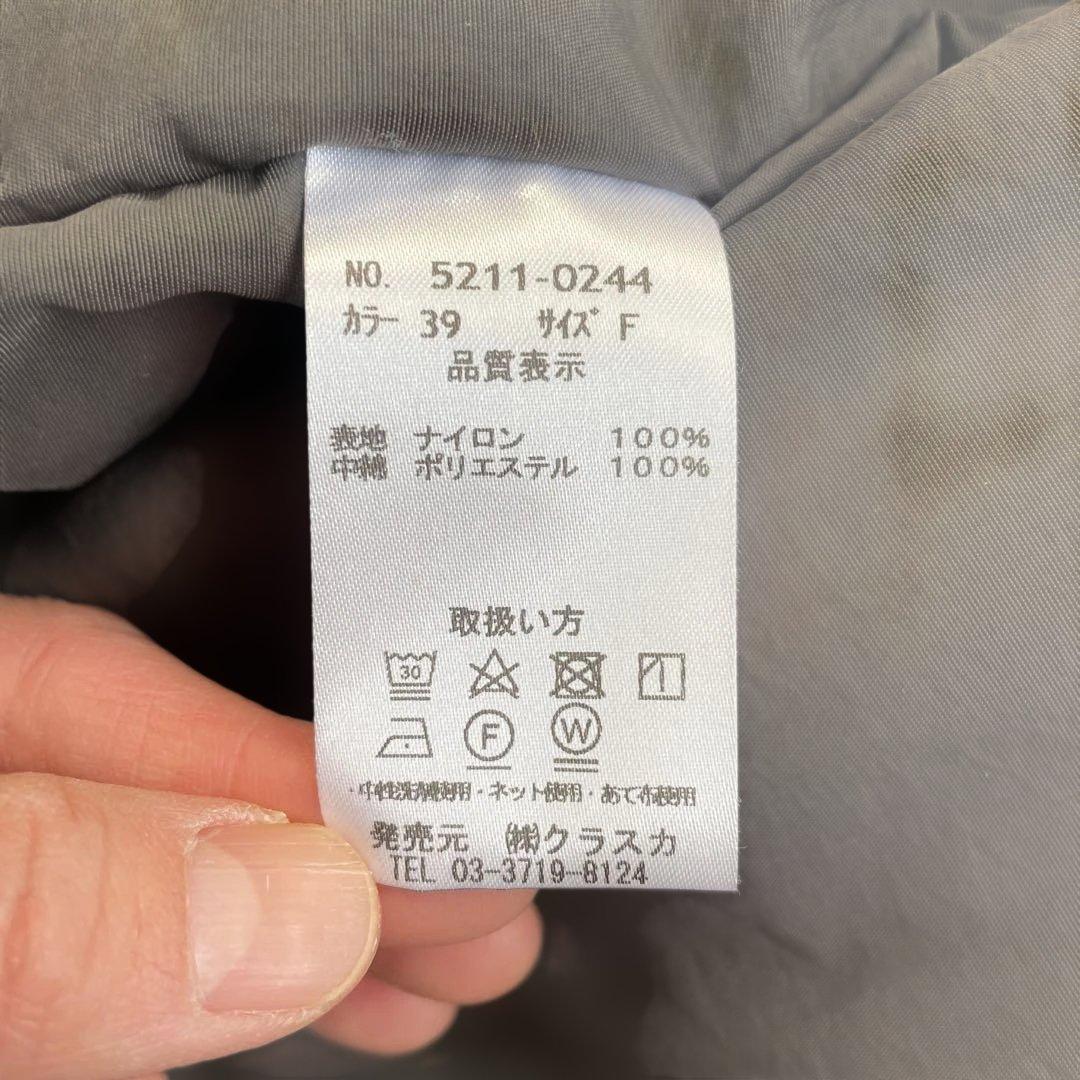 NO. 5211-0244
カラー 39 サイズ F
品質表示
表地 ナイロン 100%
中綿 ポリエステル 100%
取扱い方
30
F W
・中性洗剤使用・ネット使用・あて布使用
発売元 ㈱クラスカ
TEL 03-3719-8124